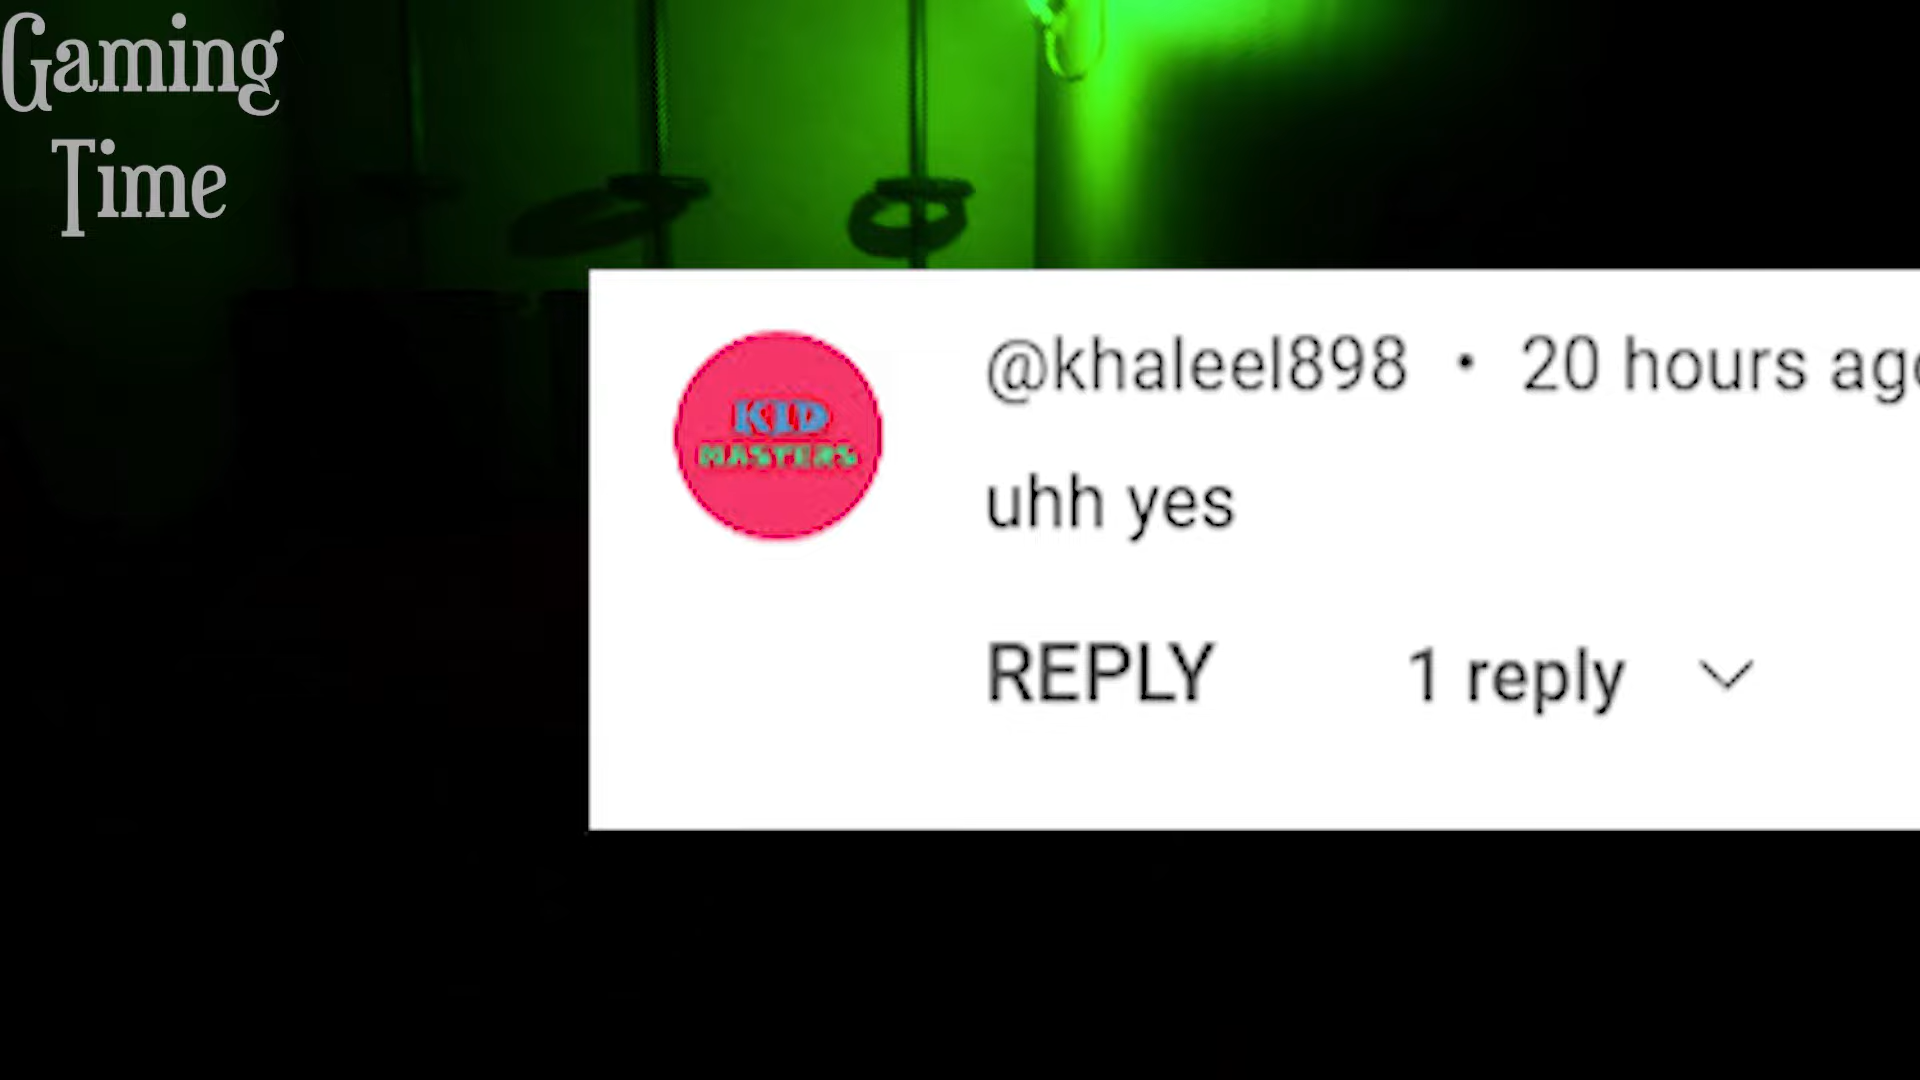 Gaming
Time
@khaleel898 • 20 hours ag
KID
MASTERS
uhh yes
REPLY 1 reply